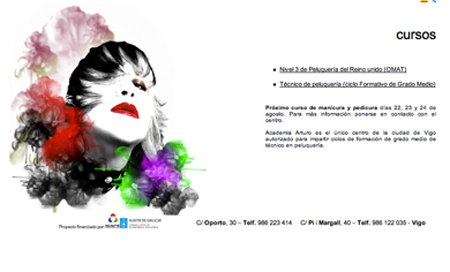 cursos
Nivel 3 de Peluquería del Reino unido (OMAT)
Técnico de peluquería (ciclo Formativo de Grado Medio)
Próximo curso de manicura y pedicura días 22, 23 y 24 de
agosto. Para más información ponerse en contacto con el
centro.
Academia Arturo es el único centro de la ciudad de Vigo
autorizado para impartir ciclos de formación de grado medio de
técnico en peluquería.
Proyecto financiado por XUNTA DE GALICIA
C/ Oporto, 30 – Telf. 986 223 414 C/ Pi i Margall, 40 – Telf. 986 122 035 - Vigo